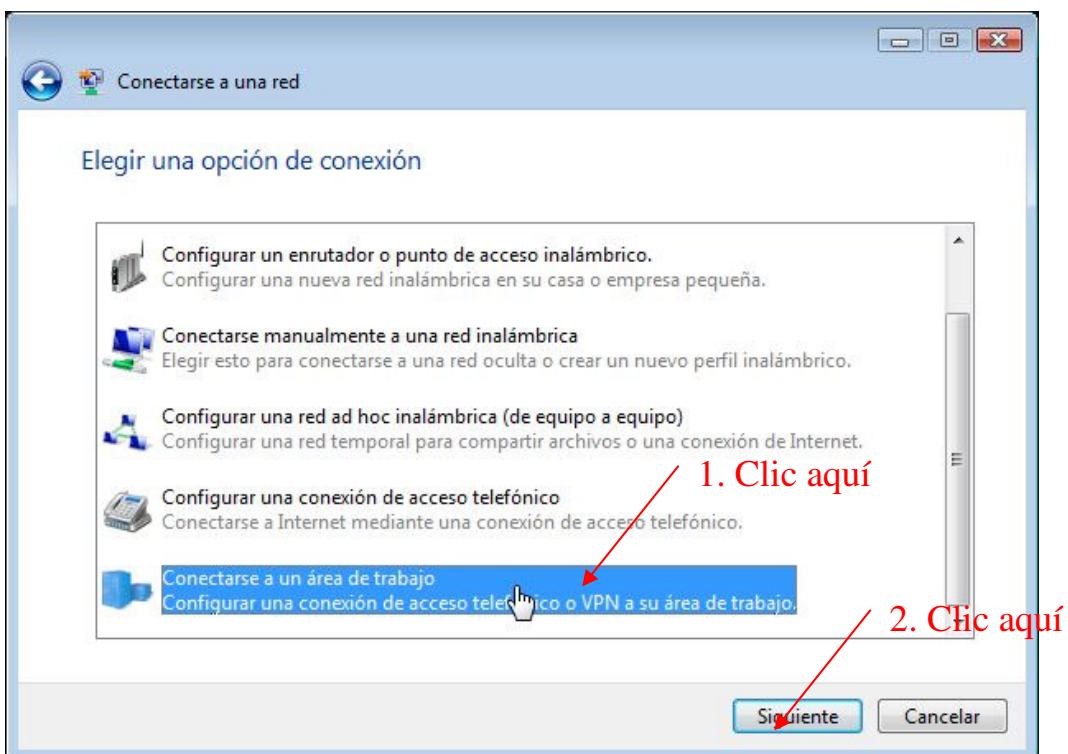 Conectarse a una red
Elegir una opción de conexión
Configurar un enrutador o punto de acceso inalámbrico.
Configurar una nueva red inalámbrica en su casa o empresa pequeña.
Conectarse manualmente a una red inalámbrica
Elegir esto para conectarse a una red oculta o crear un nuevo perfil inalámbrico.
Configurar una red ad hoc inalámbrica (de equipo a equipo)
Configurar una red temporal para compartir archivos o una conexión de Internet.
1. Clic aquí
Configurar una conexión de acceso telefónico
Conectarse a Internet mediante una conexión de acceso telefónico.
Conectarse a un área de trabajo
Configurar una conexión de acceso telefónico o VPN a su área de trabajo.
2. Clic aquí
Siguiente
Cancelar